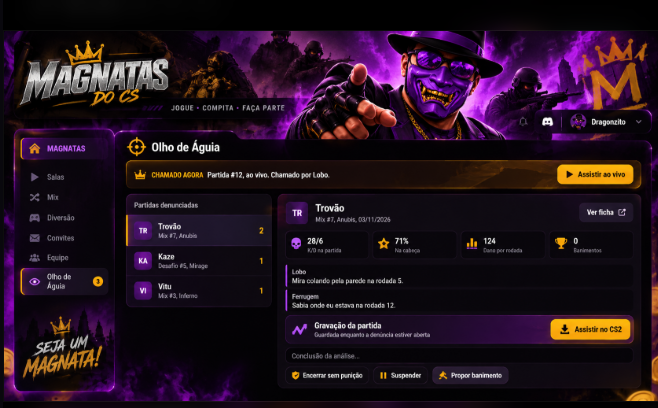 MAGNATAS
DO CS
JOGUE • COMPITA • FAÇA PARTE
M
Dragonzito
MAGNATAS
Salas
Mix
Diversão
Convites
Equipe
Olho de
Águia
3
SEJA UM
MAGNATA!
Olho de Águia
CHAMADO AGORA Partida #12, ao vivo. Chamado por Lobo.
Assistir ao vivo
Partidas denunciadas
TR
Trovão
Mix #7, Anubis
2
KA
Kaze
Desafio #5, Mirage
1
VI
Vitu
Mix #3, Inferno
1
TR
Trovão
Mix #7, Anubis, 03/11/2026
Ver ficha
28/6
K/D na partida
71%
Na cabeça
124
Dano por rodada
0
Banimentos
Lobo
Mira colando pela parede na rodada 5.
Ferrugem
Sabia onde eu estava na rodada 12.
Gravação da partida
Guardada enquanto a denúncia estiver aberta
Assistir no CS2
Conclusão da análise...
Encerrar sem punição
Suspender
Propor banimento